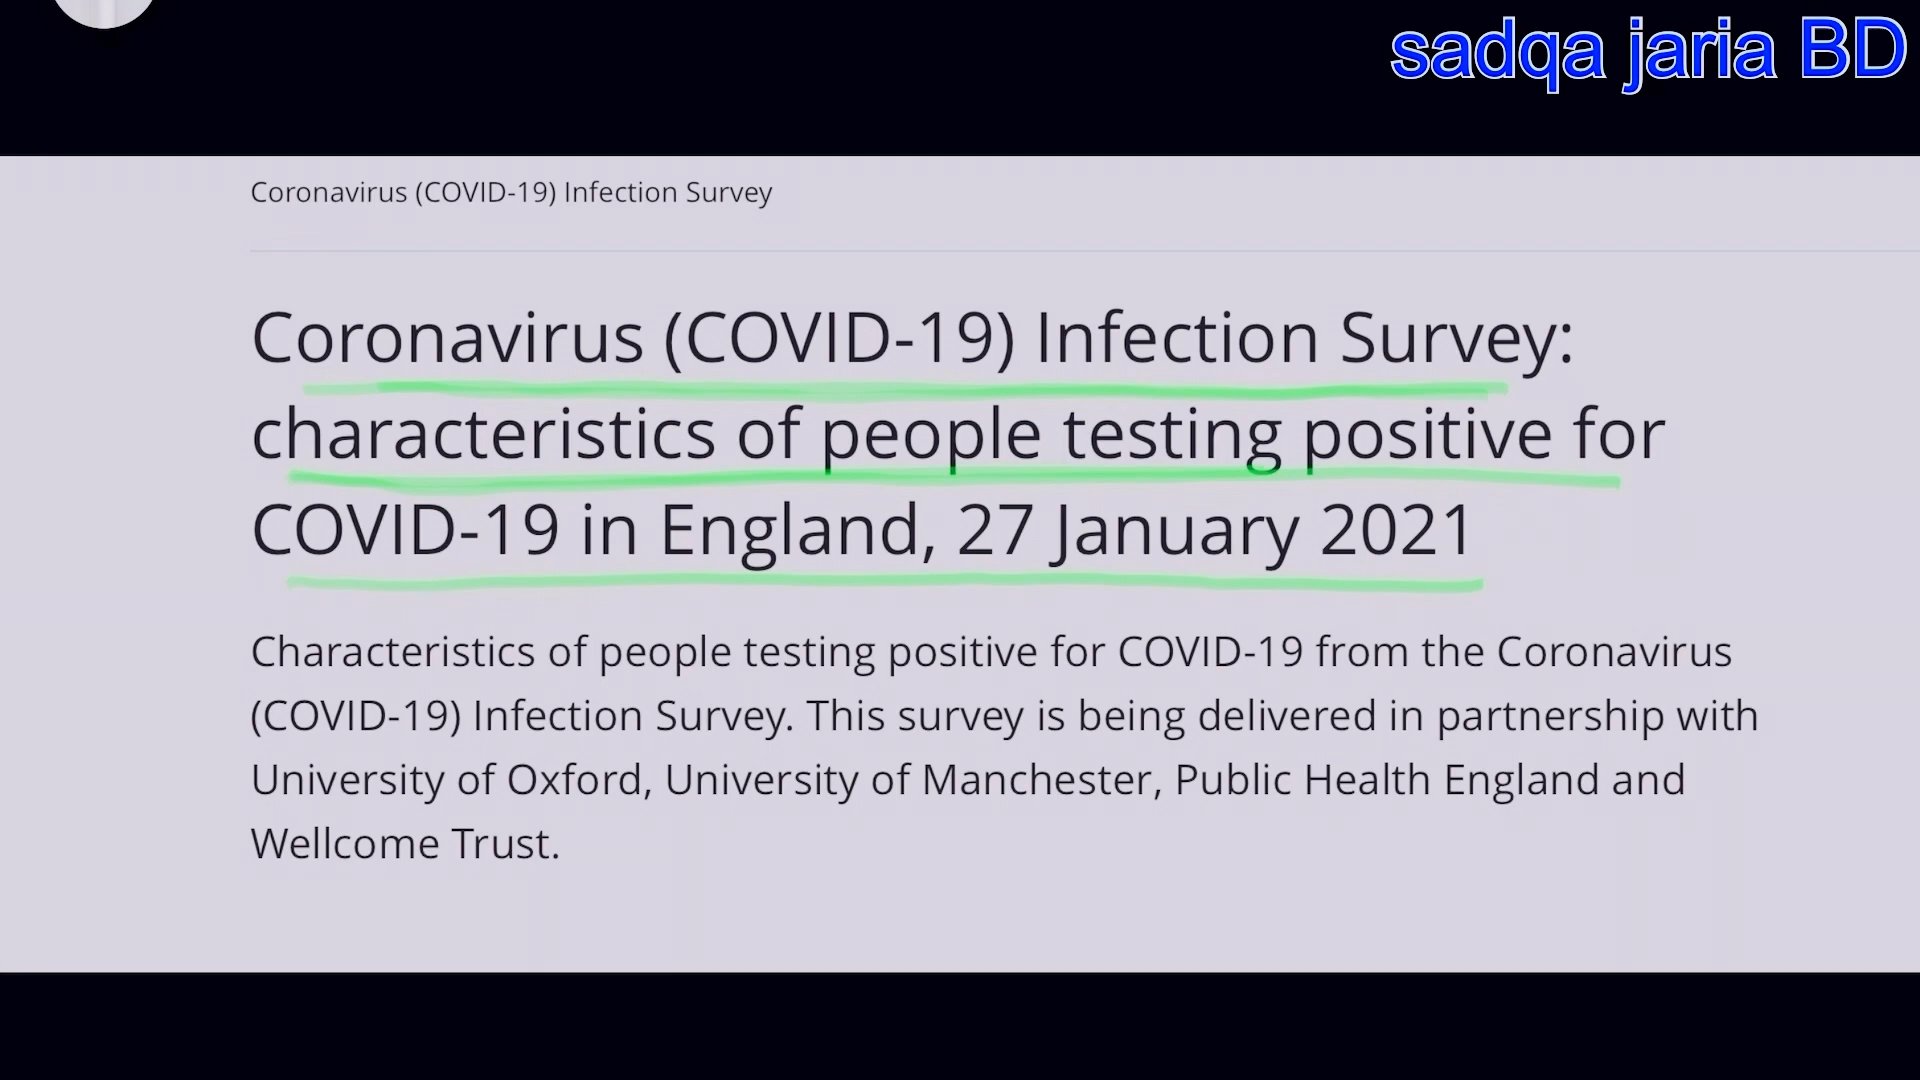 sadqa jaria BD
Coronavirus (COVID-19) Infection Survey
Coronavirus (COVID-19) Infection Survey:
characteristics of people testing positive for
COVID-19 in England, 27 January 2021
Characteristics of people testing positive for COVID-19 from the Coronavirus
(COVID-19) Infection Survey. This survey is being delivered in partnership with
University of Oxford, University of Manchester, Public Health England and
Wellcome Trust.